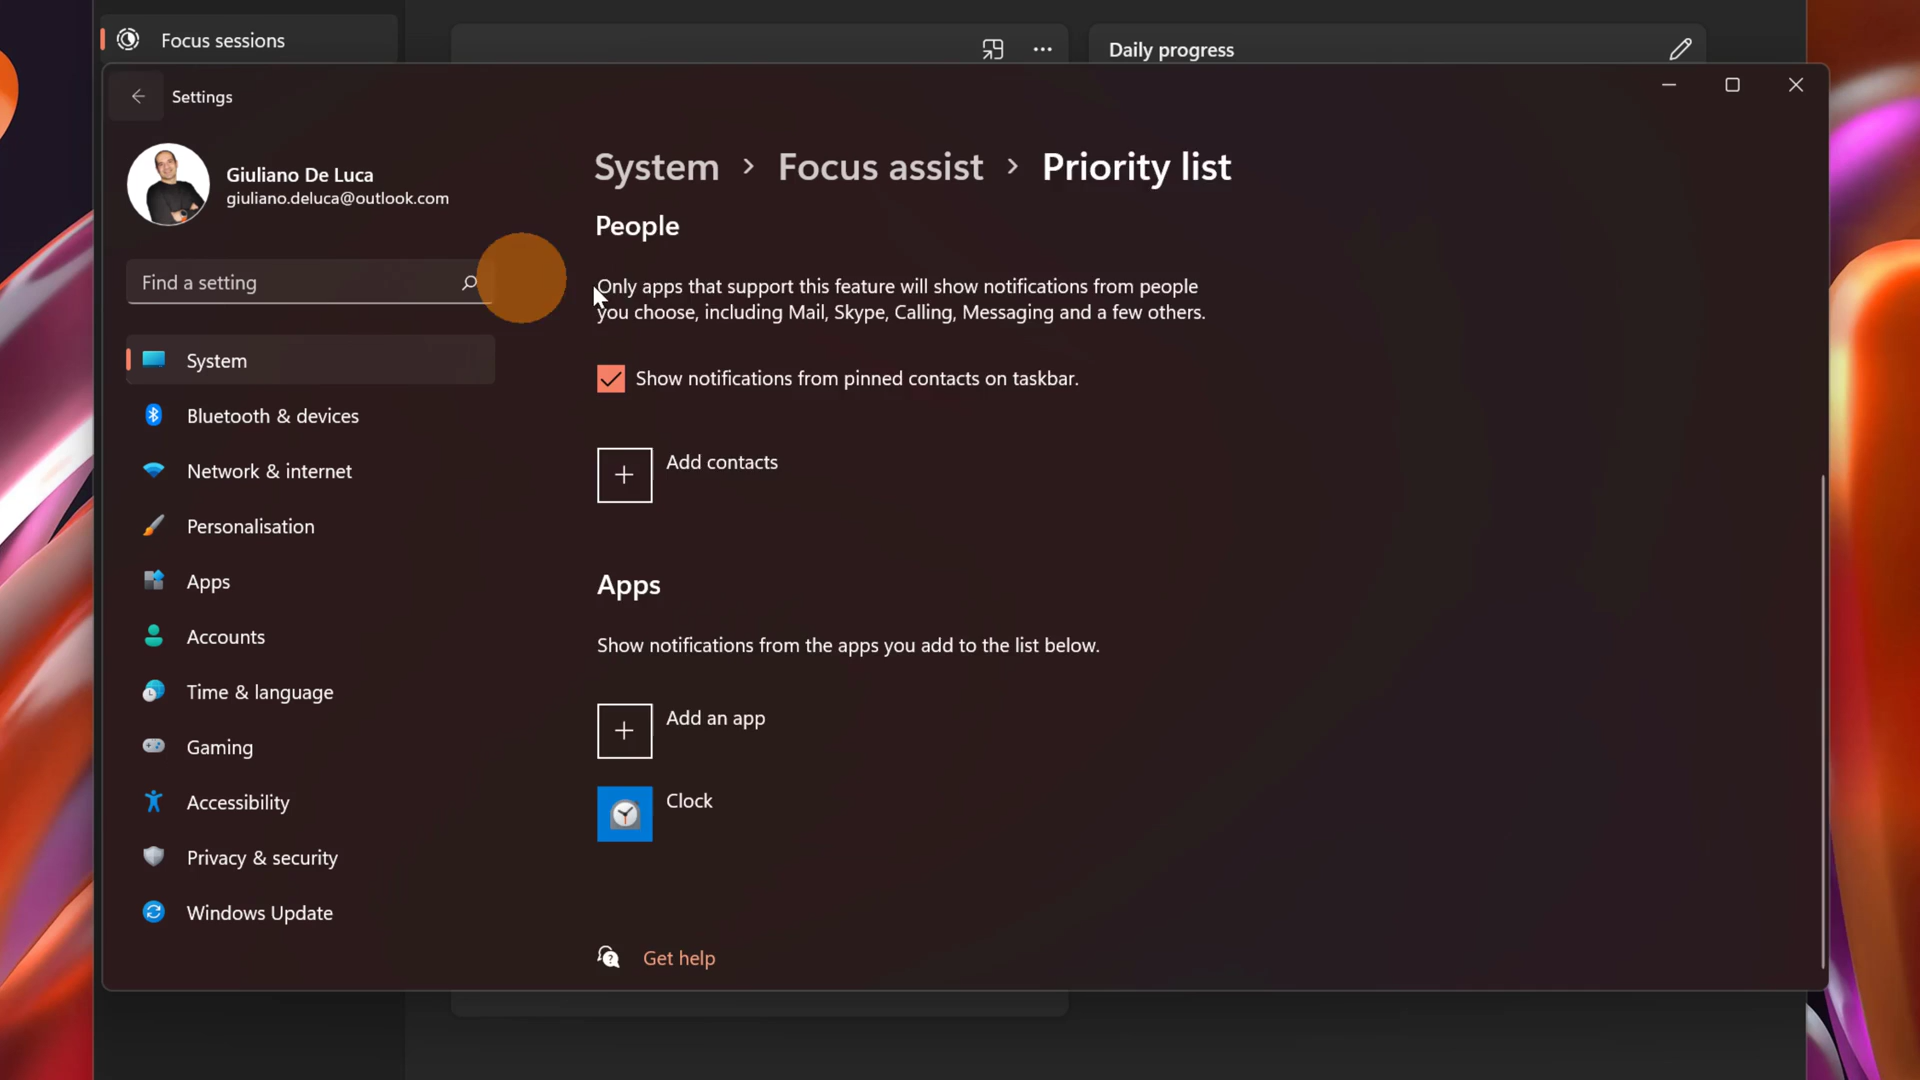 Focus sessions
Daily progress
Settings
Giuliano De Luca
giuliano.deluca@outlook.com
Find a setting
System
Bluetooth & devices
Network & internet
Personalisation
Apps
Accounts
Time & language
Gaming
Accessibility
Privacy & security
Windows Update
System > Focus assist > Priority list
People
Only apps that support this feature will show notifications from people
you choose, including Mail, Skype, Calling, Messaging and a few others.
Show notifications from pinned contacts on taskbar.
Add contacts
Apps
Show notifications from the apps you add to the list below.
Add an app
Clock
Get help